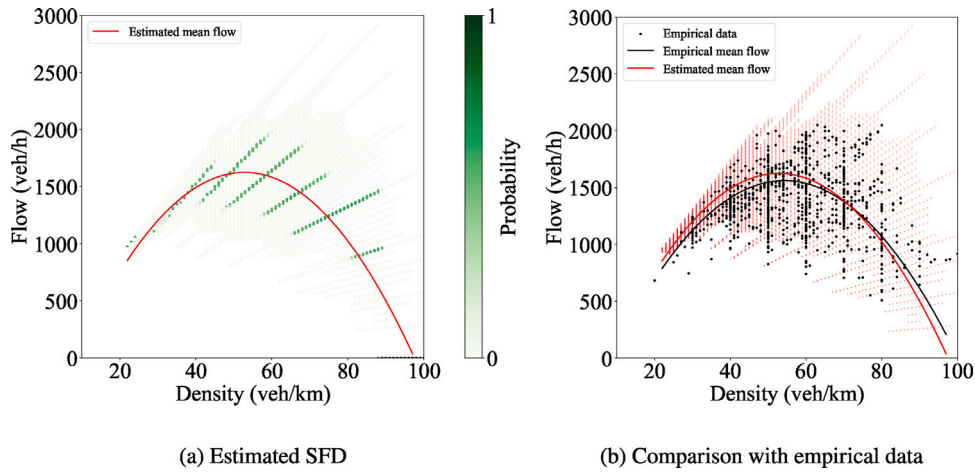 Estimated mean flow
3000
2500
2000
1500
1000
500
0
Flow (veh/h)
20
40
60
80
100
Density (veh/km)
1
Probability
0
(a) Estimated SFD
Empirical data
Empirical mean flow
Estimated mean flow
3000
2500
2000
1500
1000
500
0
Flow (veh/h)
20
40
60
80
100
Density (veh/km)
(b) Comparison with empirical data